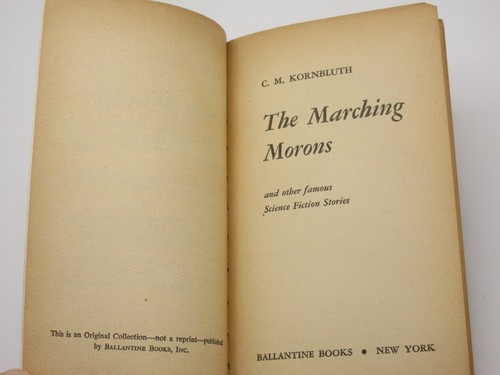 This is an Original Collection—not a reprint—published
by BALLANTINE BOOKS, INC.
C. M. KORNBLUTH
The Marching
Morons
and other famous
Science Fiction Stories
BALLANTINE BOOKS • NEW YORK